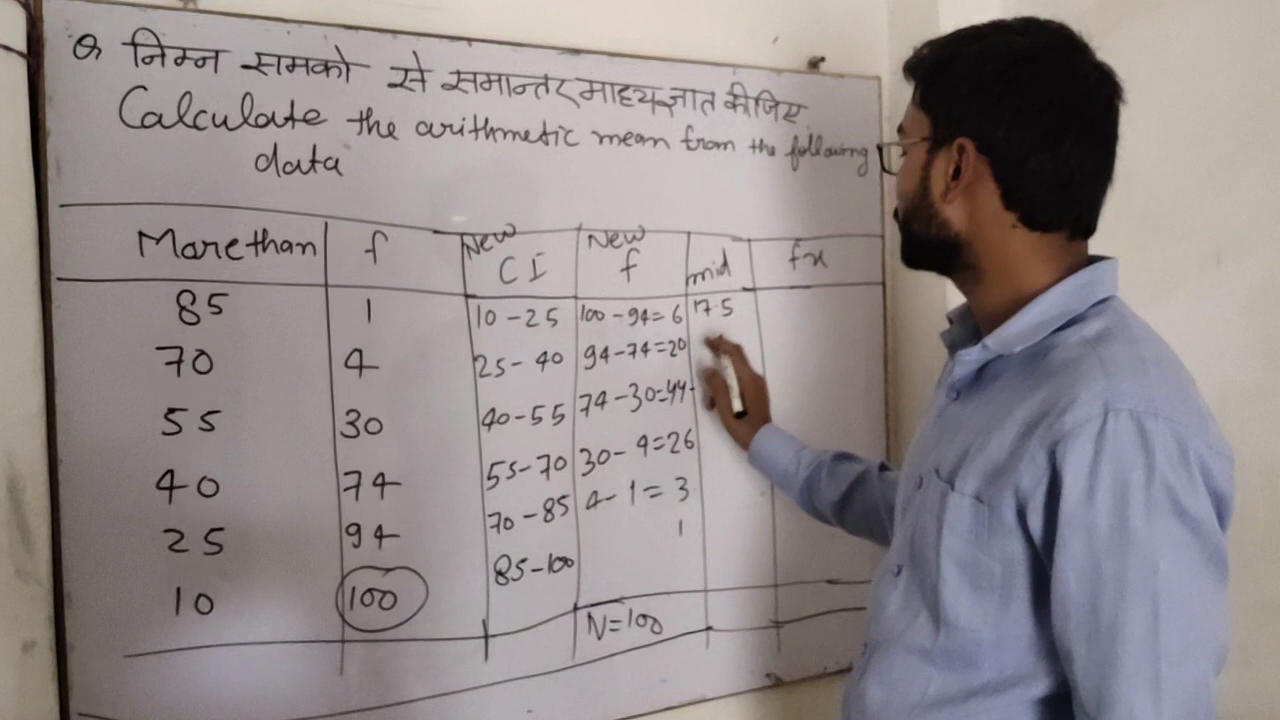 Q निम्न समको से समान्तर माध्य ज्ञात कीजिए
Calculate the arithmetic mean from the following
data
More than f New CI New f mid fx
85 1 10-25 100-94=6 17.5
70 4 25-40 94-74=20
55 30 40-55 74-30=44
40 74 55-70 30-4=26
25 94 70-85 4-1=3
10 100 85-100 1
N=100